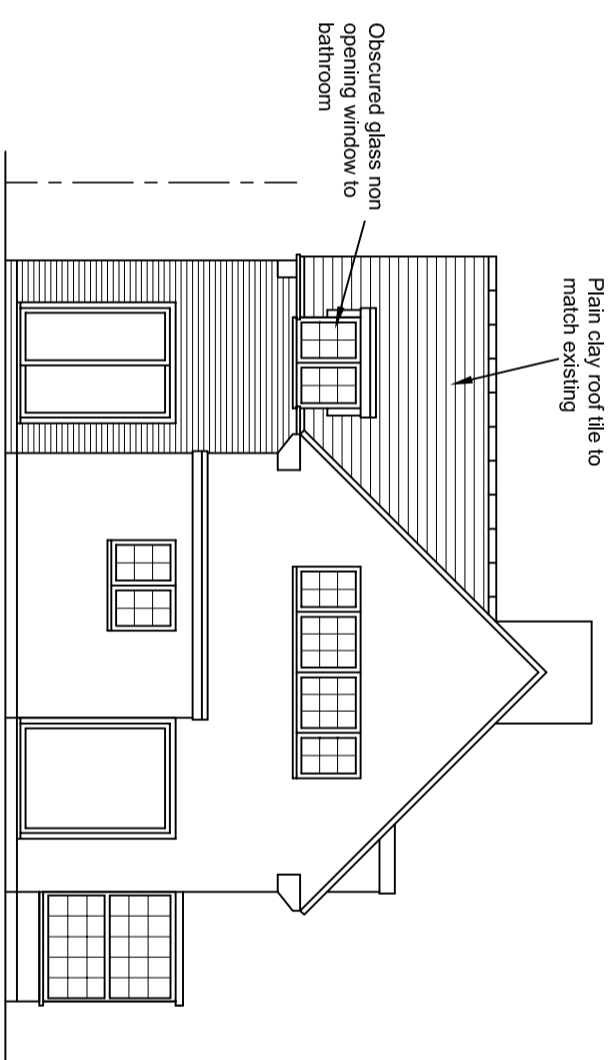 Plain clay roof tile to
match existing
Obscured glass non
opening window to
bathroom